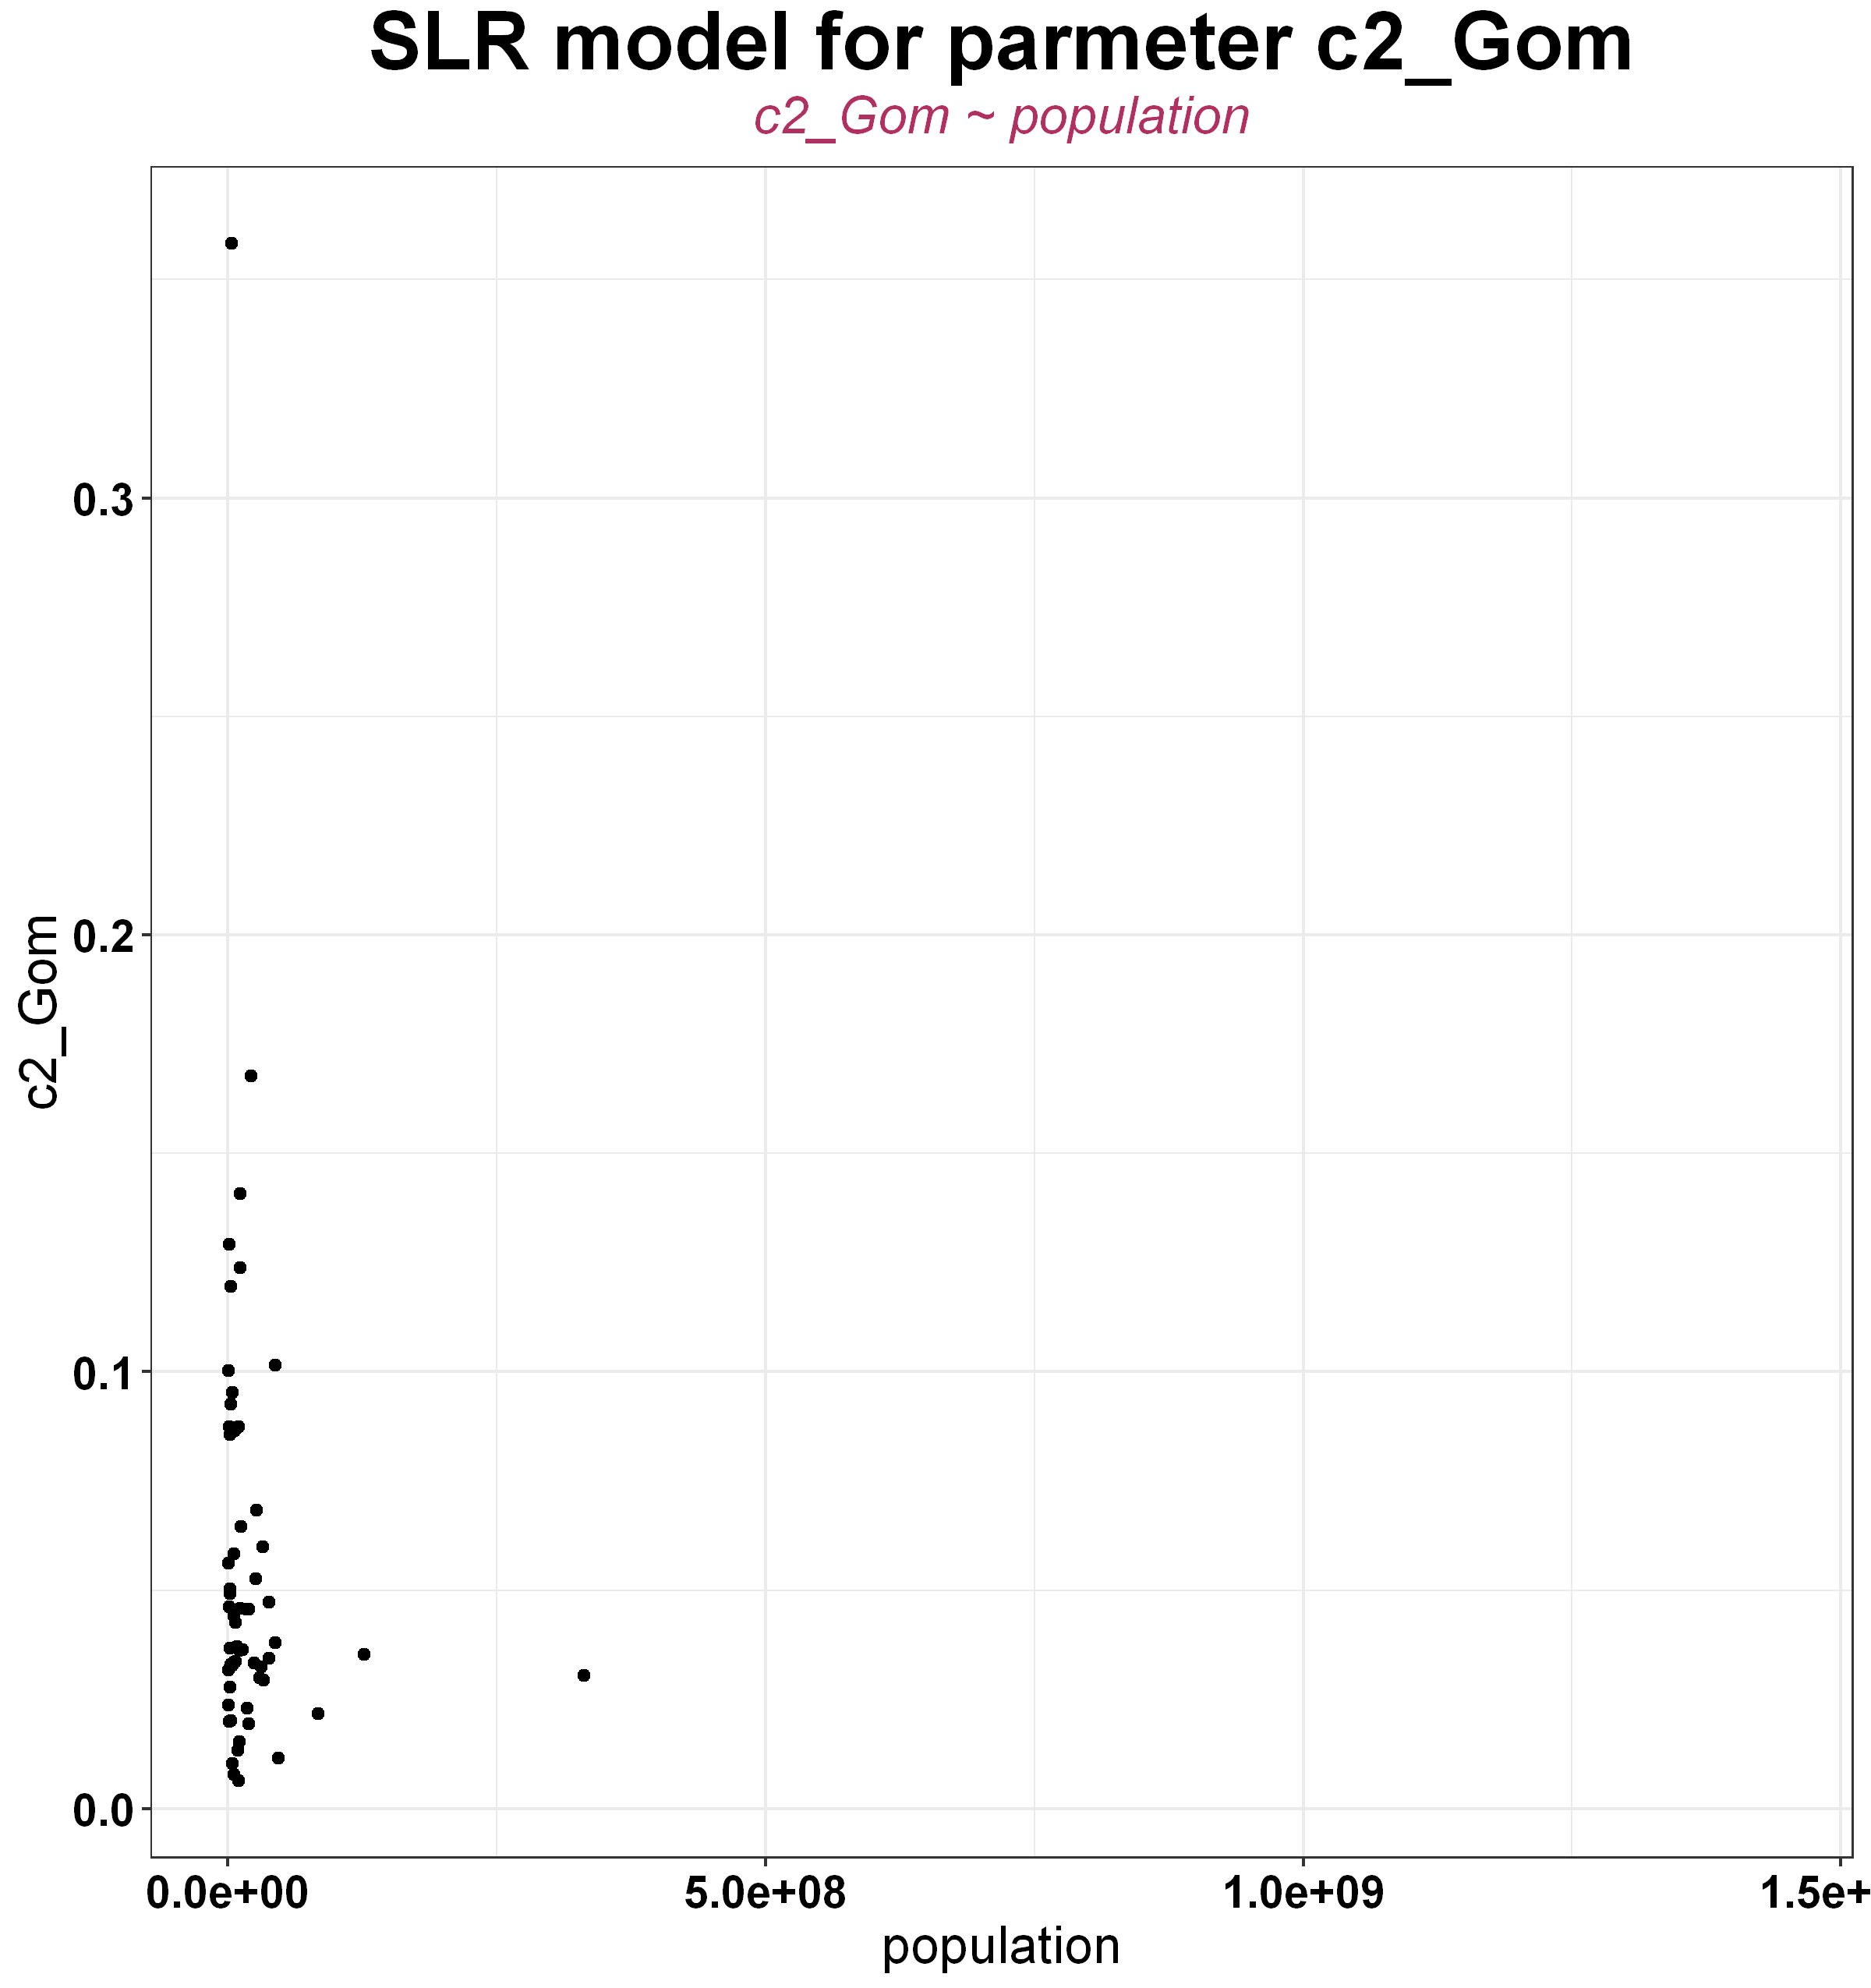 SLR model for parmeter c2_Gom
c2_Gom ~ population
0.3
0.2
0.1
0.0
c2_Gom
0.0e+00 5.0e+08 1.0e+09 1.5e+
population